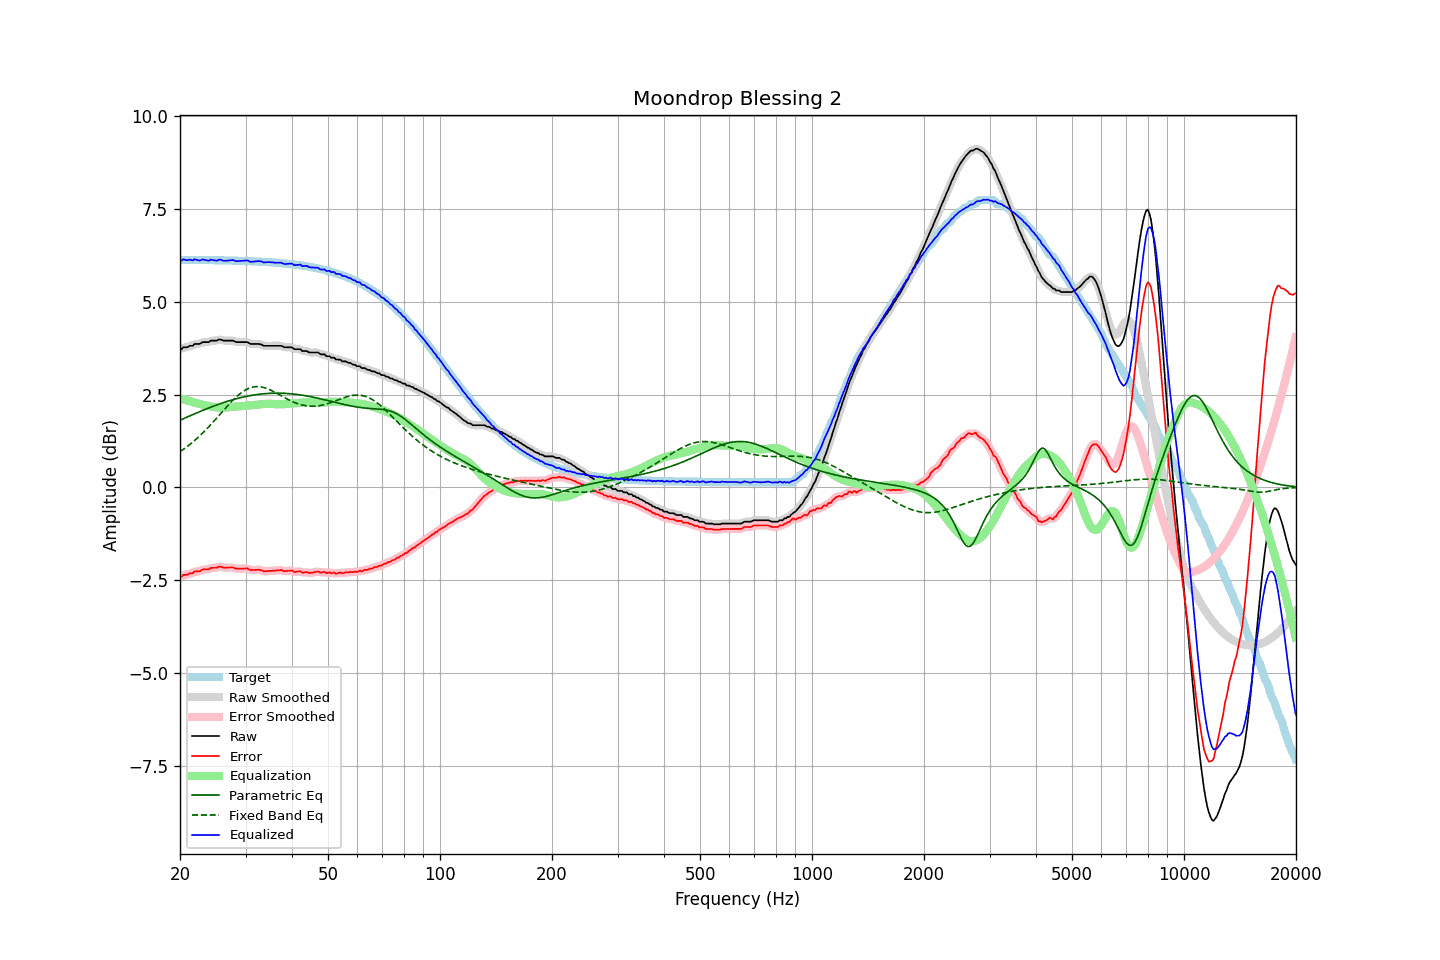 Moondrop Blessing 2
Amplitude (dBr)
10.0
7.5
5.0
2.5
0.0
−2.5
−5.0
−7.5
Target
Raw Smoothed
Error Smoothed
Raw
Error
Equalization
Parametric Eq
Fixed Band Eq
Equalized
20 50 100 200 500 1000 2000 5000 10000 20000
Frequency (Hz)